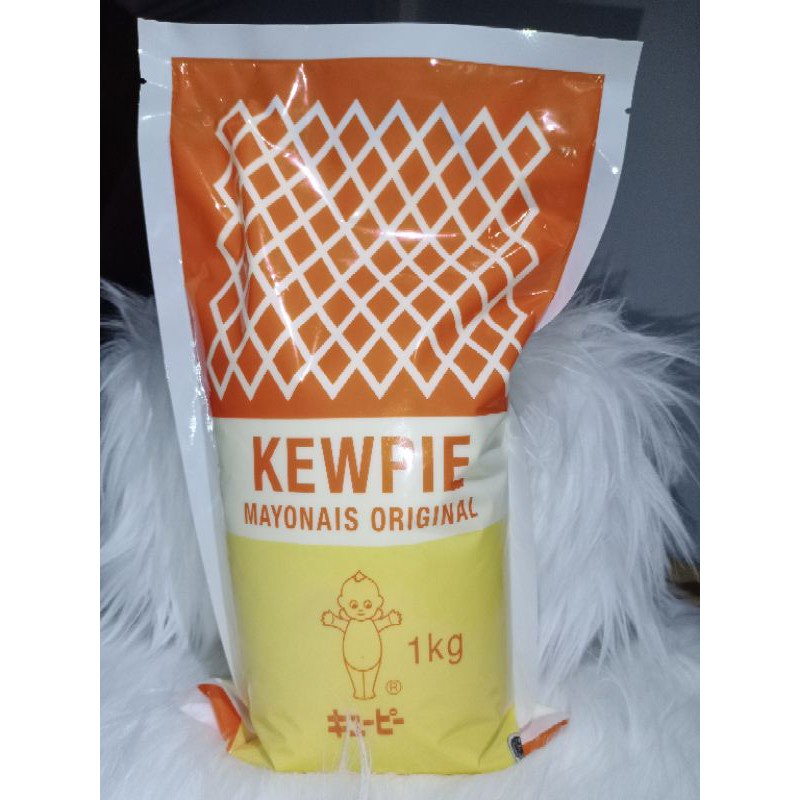 KEWPIE
MAYONAIS ORIGINAL
1kg
®
キユーピー